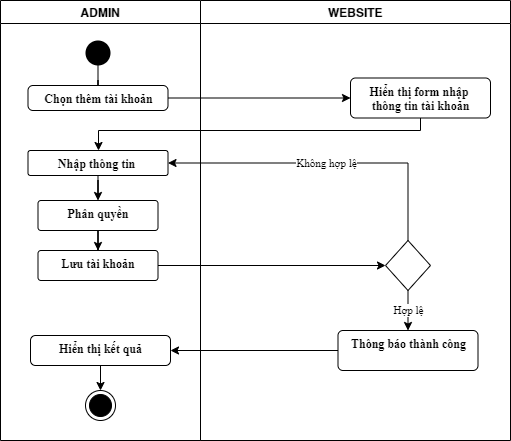 ADMIN
WEBSITE
Chọn thêm tài khoản
Hiển thị form nhập
thông tin tài khoản
Nhập thông tin
Không hợp lệ
Phân quyền
Lưu tài khoản
Hợp lệ
Thông báo thành công
Hiển thị kết quả